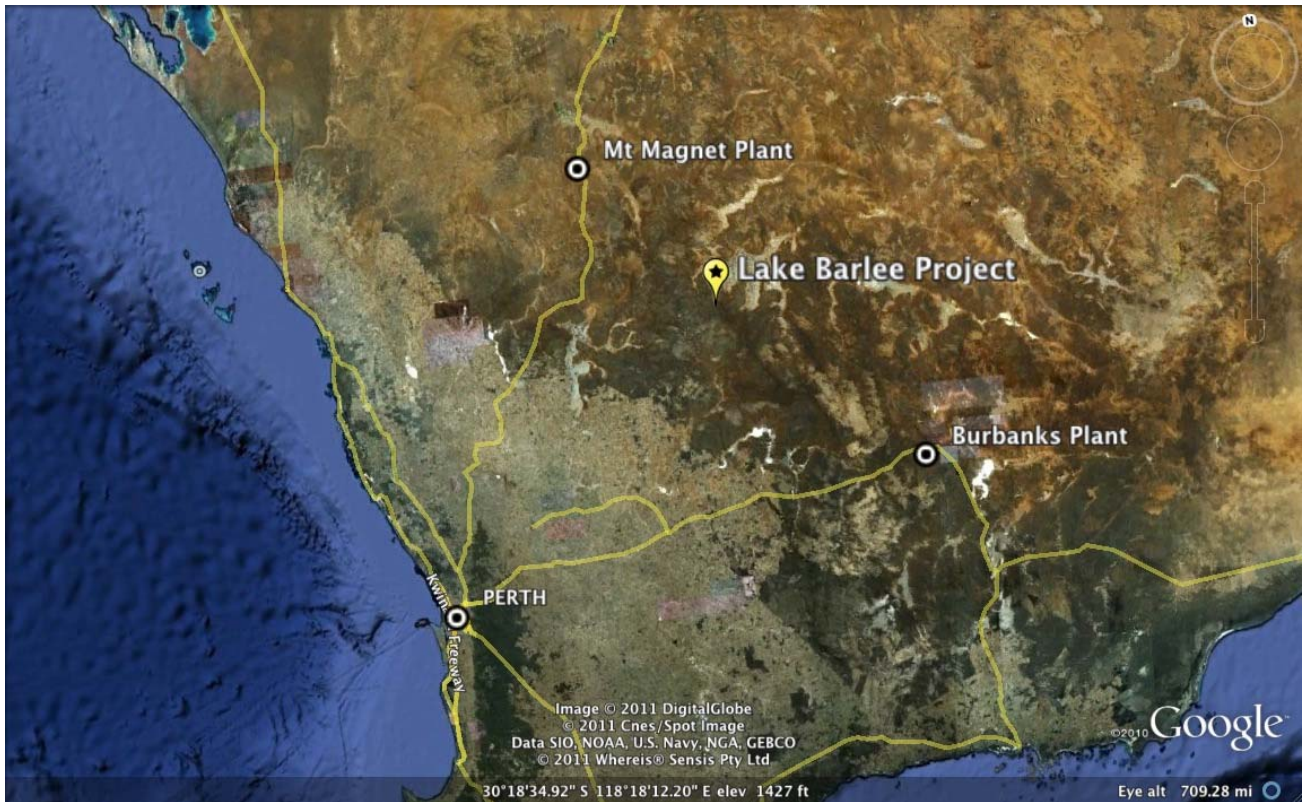 N
Mt Magnet Plant
Lake Barlee Project
Burbanks Plant
PERTH
Kwin
Freeway
Image © 2011 DigitalGlobe
© 2011 Cnes/Spot Image
Data SIO, NOAA, U.S. Navy, NGA, GEBCO
© 2011 Whereis® Sensis Pty Ltd
©2010 Google™
30°18'34.92" S 118°18'12.20" E elev 1427 ft
Eye alt 709.28 mi